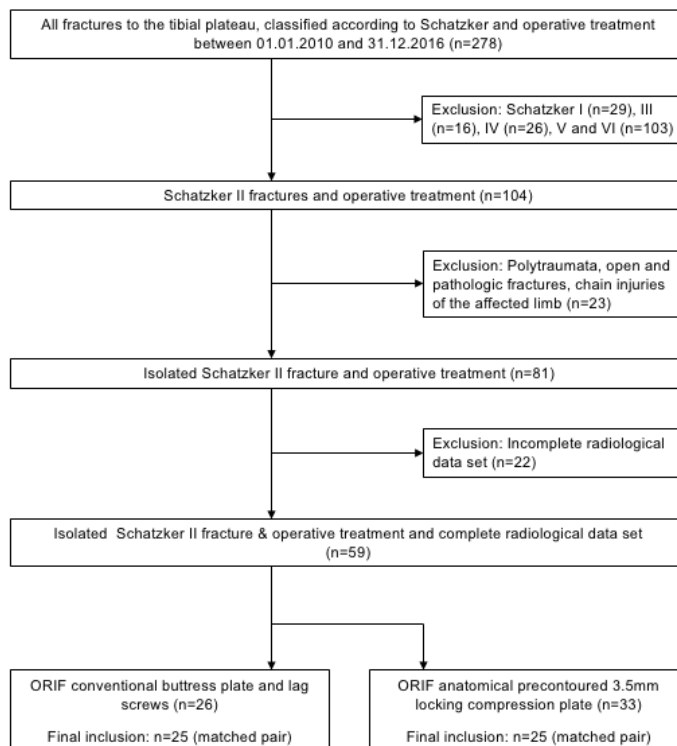 All fractures to the tibial plateau, classified according to Schatzker and operative treatment
between 01.01.2010 and 31.12.2016 (n=278)
Exclusion: Schatzker I (n=29), III
(n=16), IV (n=26), V and VI (n=103)
Schatzker II fractures and operative treatment (n=104)
Exclusion: Polytraumata, open and
pathologic fractures, chain injuries
of the affected limb (n=23)
Isolated Schatzker II fracture and operative treatment (n=81)
Exclusion: Incomplete radiological
data set (n=22)
Isolated Schatzker II fracture & operative treatment and complete radiological data set
(n=59)
ORIF conventional buttress plate and lag
screws (n=26)
Final inclusion: n=25 (matched pair)
ORIF anatomical precontoured 3.5mm
locking compression plate (n=33)
Final inclusion: n=25 (matched pair)